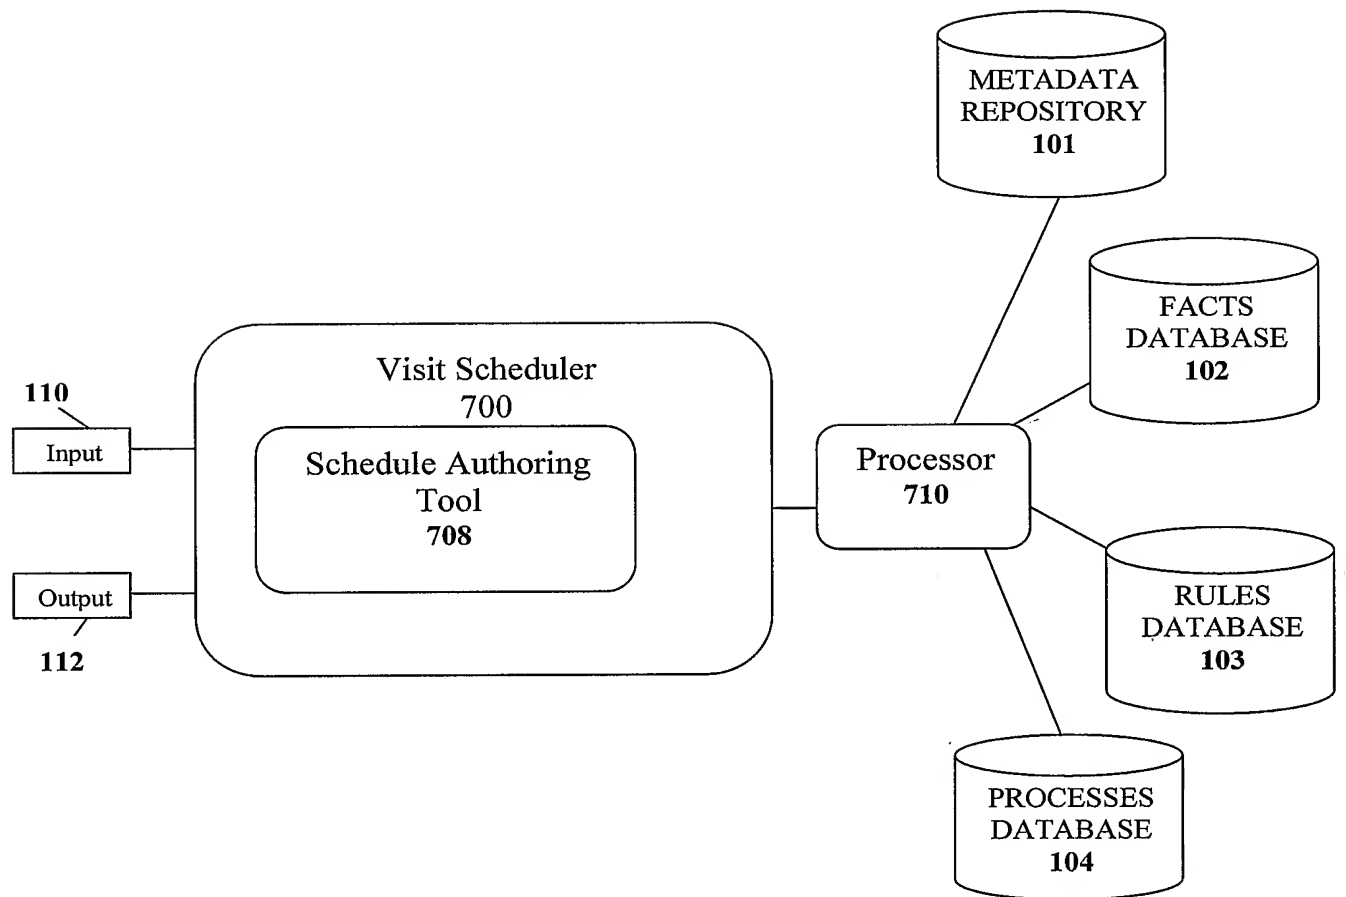 METADATA
REPOSITORY
101
FACTS
DATABASE
102
Visit Scheduler
700
110
Input
Schedule Authoring
Tool
708
Processor
710
Output
112
RULES
DATABASE
103
PROCESSES
DATABASE
104